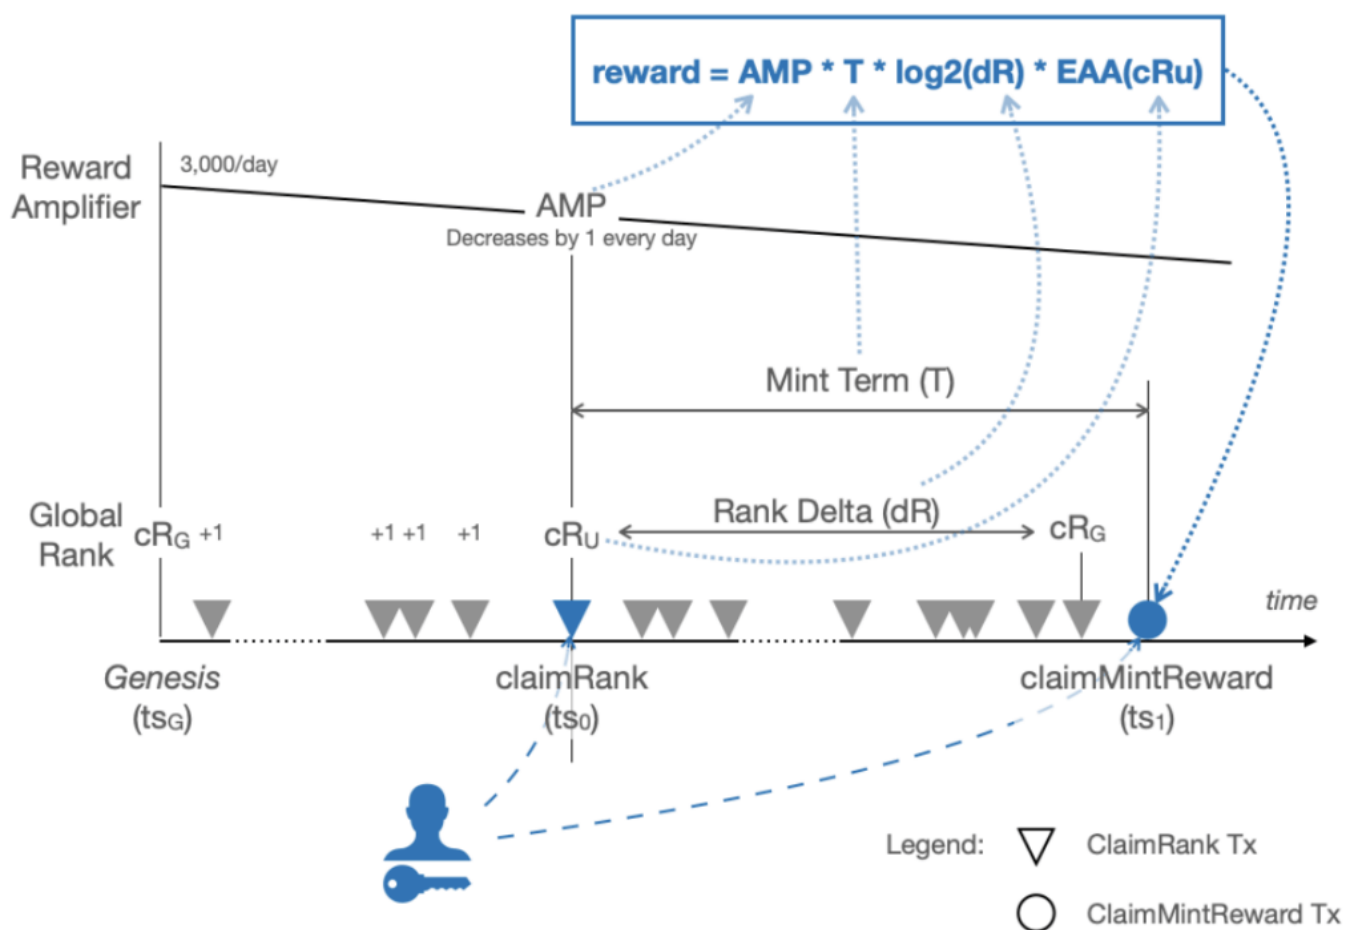 reward = AMP * T * log2(dR) * EAA(cRu)
Reward
Amplifier
3,000/day
AMP
Decreases by 1 every day
Mint Term (T)
Global
Rank
cRG +1
+1 +1
+1
cRU
Rank Delta (dR)
cRG
time
Genesis
(tsG)
claimRank
(ts0)
claimMintReward
(ts1)
Legend:
ClaimRank Tx
ClaimMintReward Tx